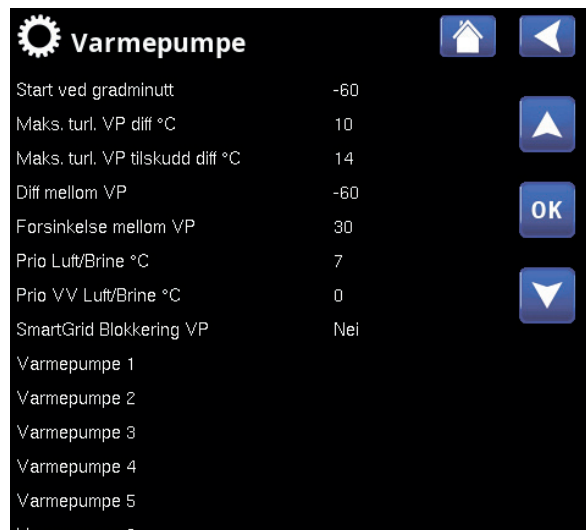 Varmepumpe
Start ved gradminutt -60
Maks. turl. VP diff °C 10
Maks. turl. VP tilskudd diff °C 14
Diff mellom VP -60
OK
Forsinkelse mellom VP 30
Prio Luft/Brine °C 7
Prio VV Luft/Brine °C 0
SmartGrid Blokkering VP Nei
Varmepumpe 1
Varmepumpe 2
Varmepumpe 3
Varmepumpe 4
Varmepumpe 5